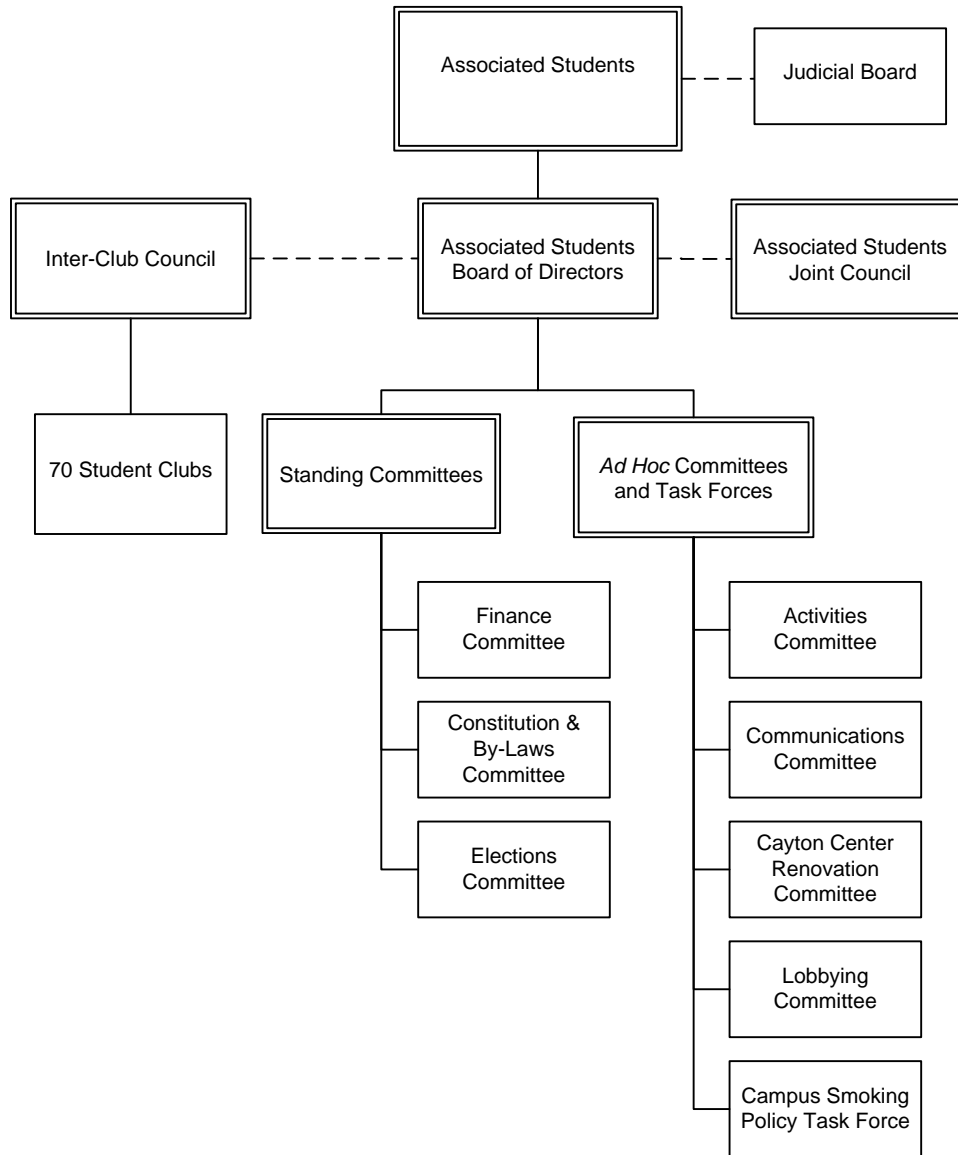 Associated Students
Judicial Board
Inter-Club Council
Associated Students
Board of Directors
Associated Students
Joint Council
70 Student Clubs
Standing Committees
Ad Hoc Committees
and Task Forces
Finance
Committee
Activities
Committee
Constitution &
By-Laws
Committee
Communications
Committee
Elections
Committee
Cayton Center
Renovation
Committee
Lobbying
Committee
Campus Smoking
Policy Task Force